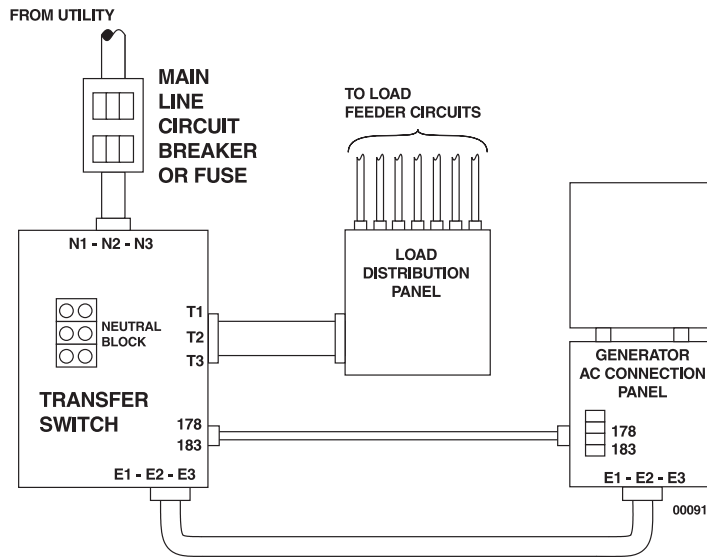 FROM UTILITY
MAIN
LINE
CIRCUIT
BREAKER
OR FUSE
TO LOAD
FEEDER CIRCUITS
N1 - N2 - N3
NEUTRAL
BLOCK
T1
T2
T3
LOAD
DISTRIBUTION
PANEL
TRANSFER
SWITCH
178
183
E1 - E2 - E3
GENERATOR
AC CONNECTION
PANEL
178
183
E1 - E2 - E3
00091